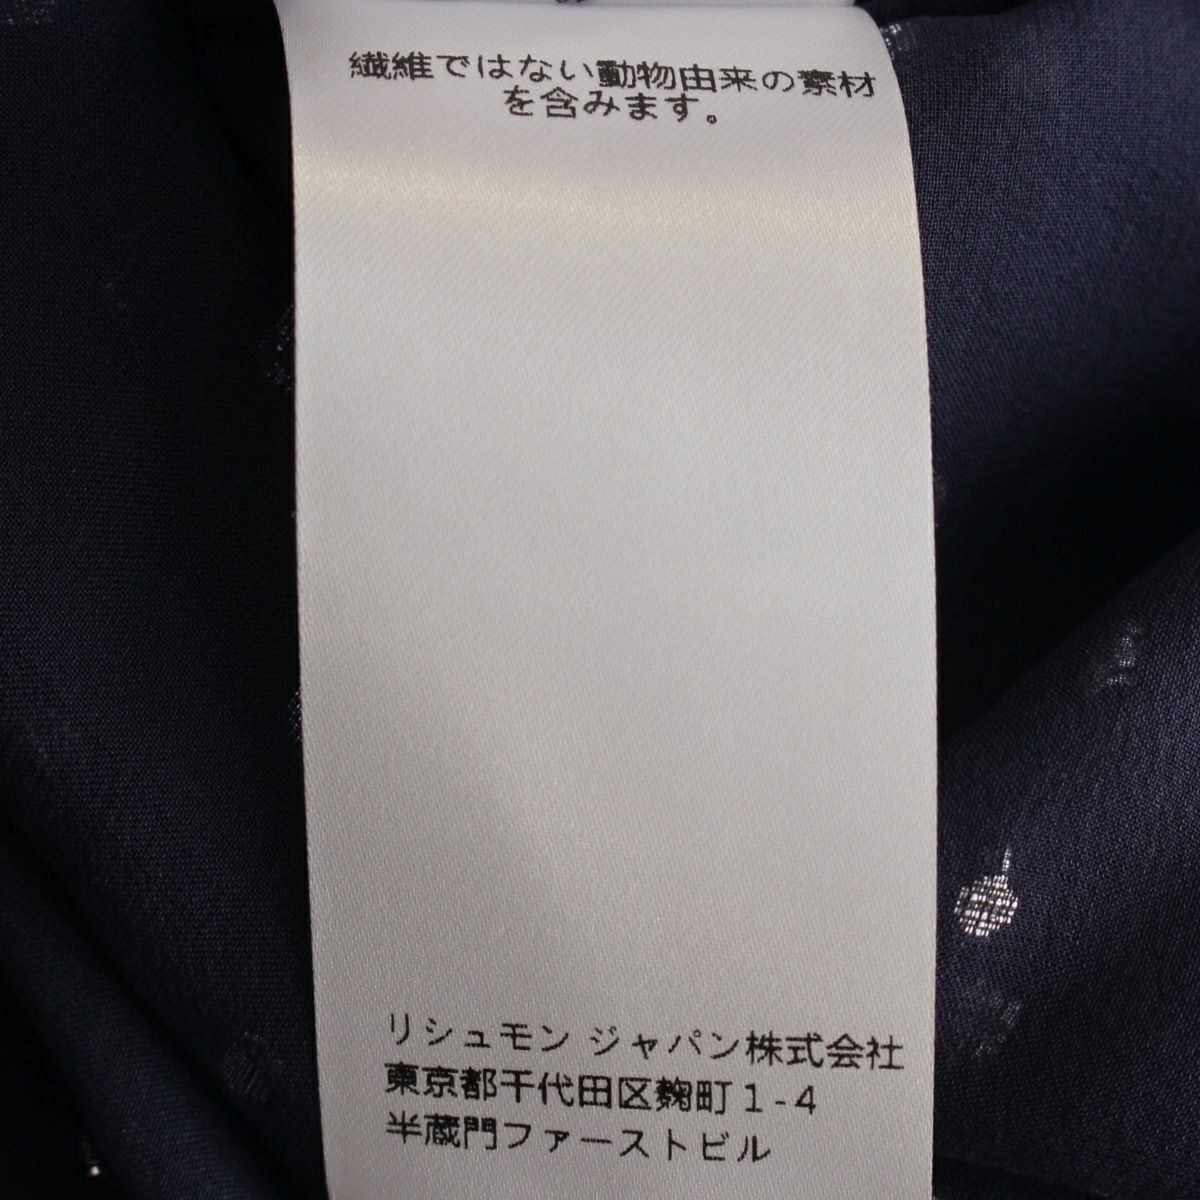 繊維ではない動物由来の素材
を含みます。
リシュモン ジャパン株式会社
東京都千代田区麹町1-4
半蔵門ファーストビル